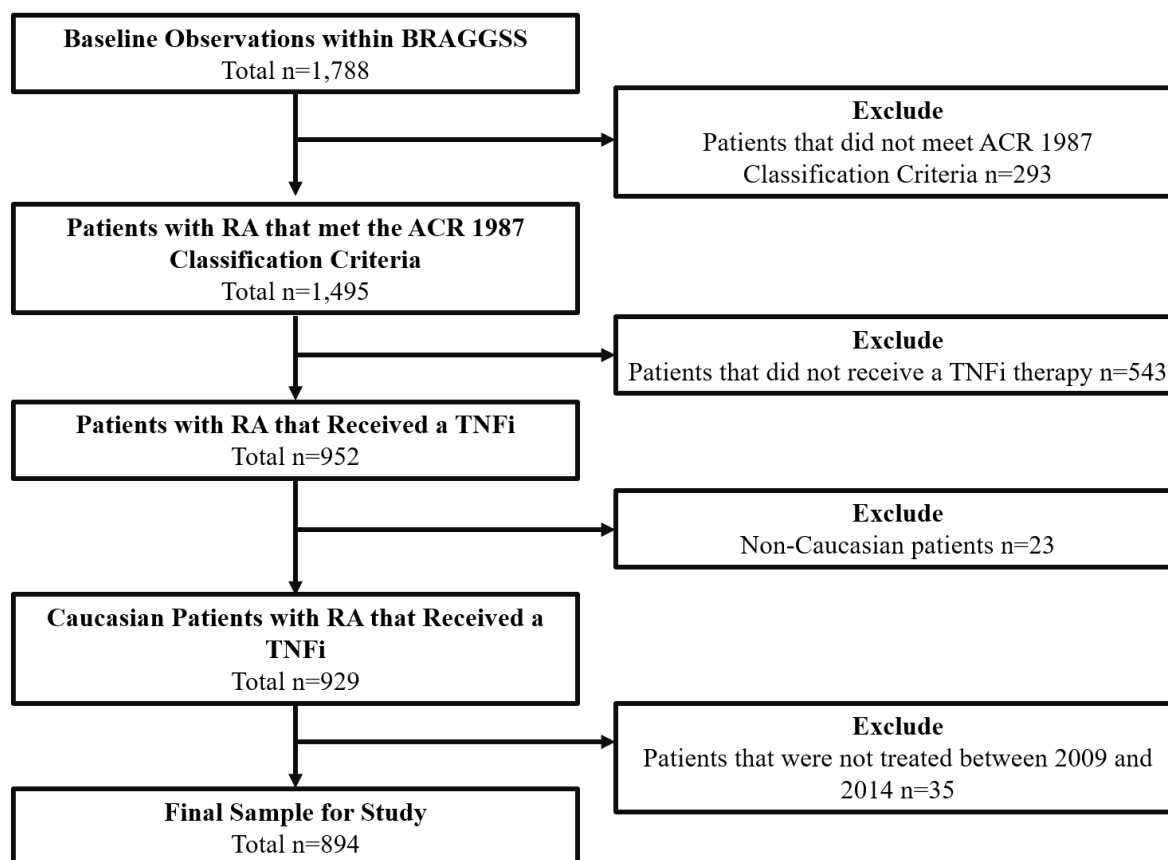 Baseline Observations within BRAGGSS
Total n=1,788
Exclude
Patients that did not meet ACR 1987
Classification Criteria n=293
Patients with RA that met the ACR 1987
Classification Criteria
Total n=1,495
Exclude
Patients that did not receive a TNFi therapy n=543
Patients with RA that Received a TNFi
Total n=952
Exclude
Non-Caucasian patients n=23
Caucasian Patients with RA that Received a
TNFi
Total n=929
Exclude
Patients that were not treated between 2009 and
2014 n=35
Final Sample for Study
Total n=894